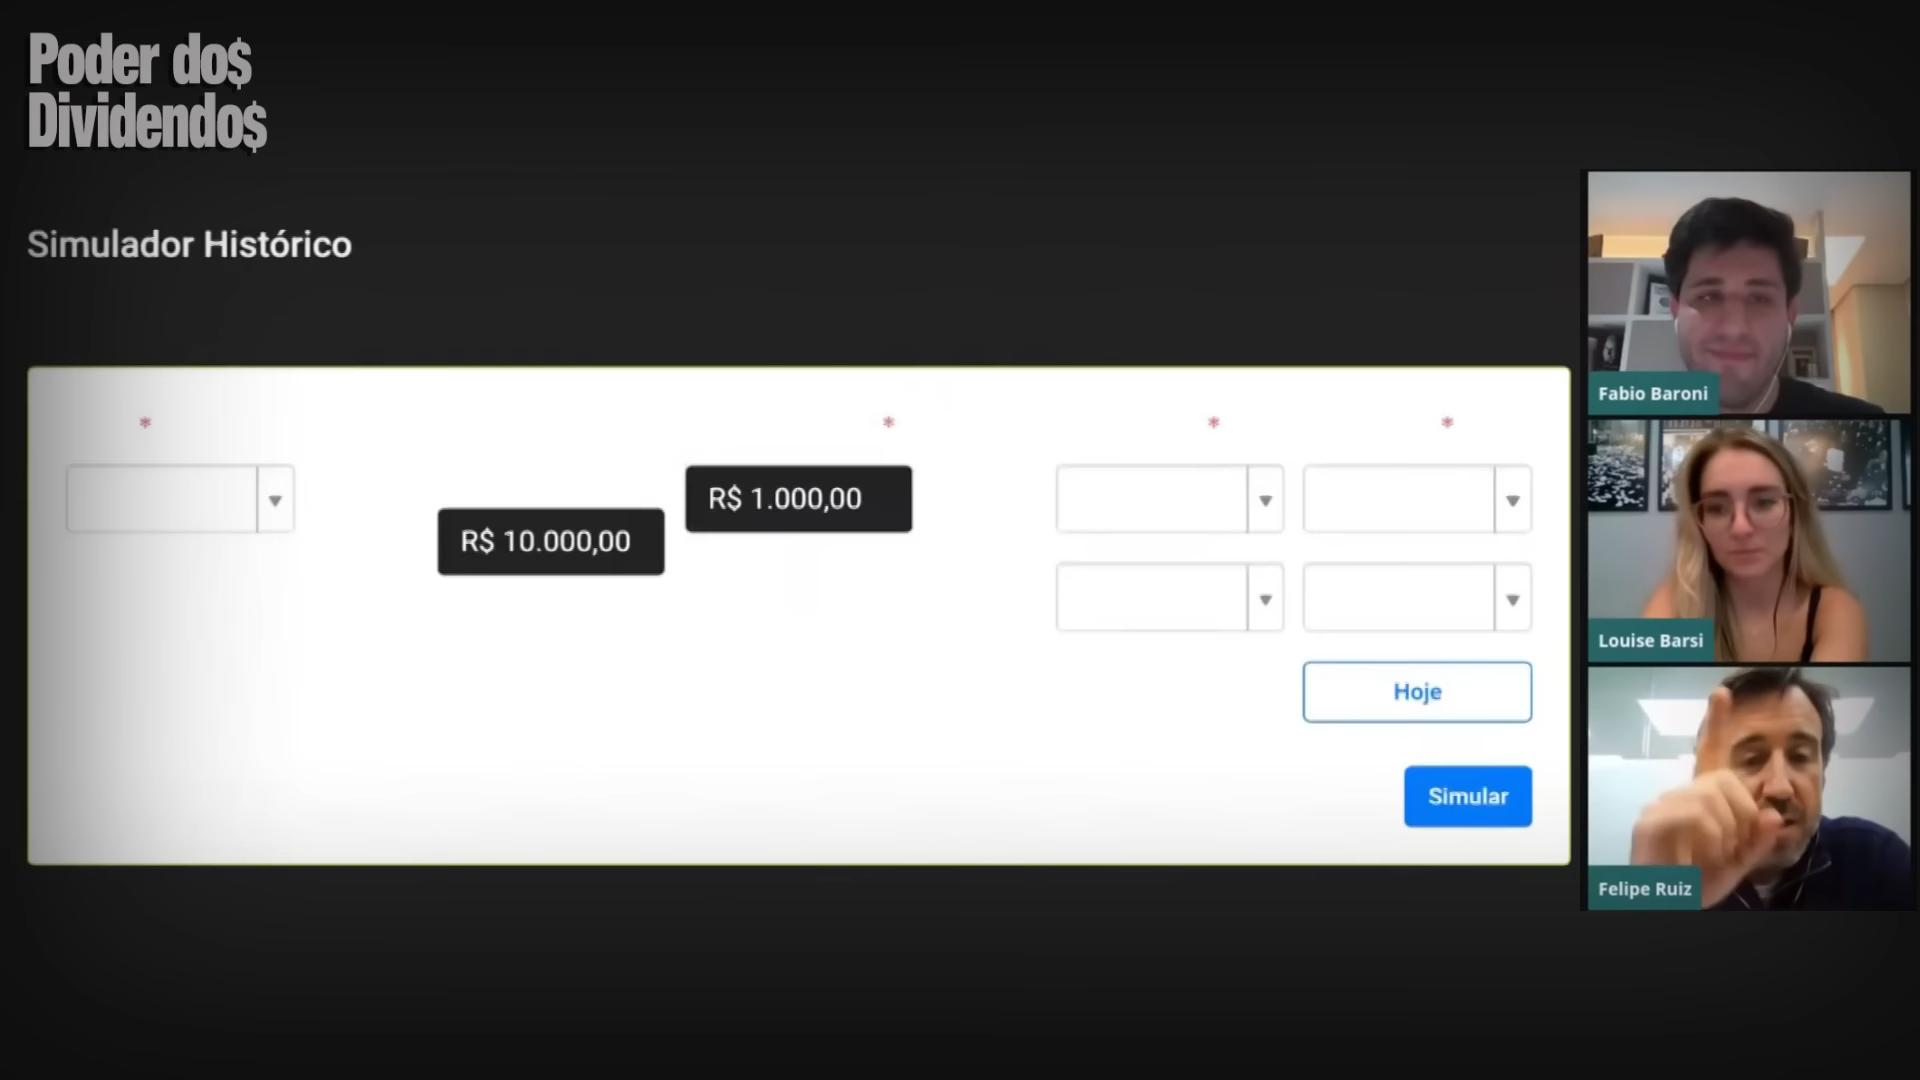 Poder do$
Dividendo$
Simulador Histórico
*
*
*
*
R$ 1.000,00
R$ 10.000,00
Hoje
Simular
Fabio Baroni
Louise Barsi
Felipe Ruiz